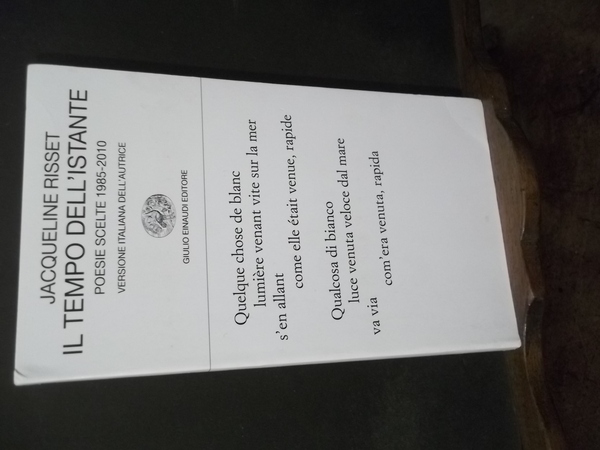 JACQUELINE RISSET
IL TEMPO DELL'ISTANTE
POESIE SCELTE 1985-2010
VERSIONE ITALIANA DELL'AUTRICE
GIULIO EINAUDI EDITORE
Quelque chose de blanc
lumière venant vite sur la mer
s'en allant
come elle était venue, rapide
Qualcosa di bianco
luce venuta veloce dal mare
va via
com'era venuta, rapida